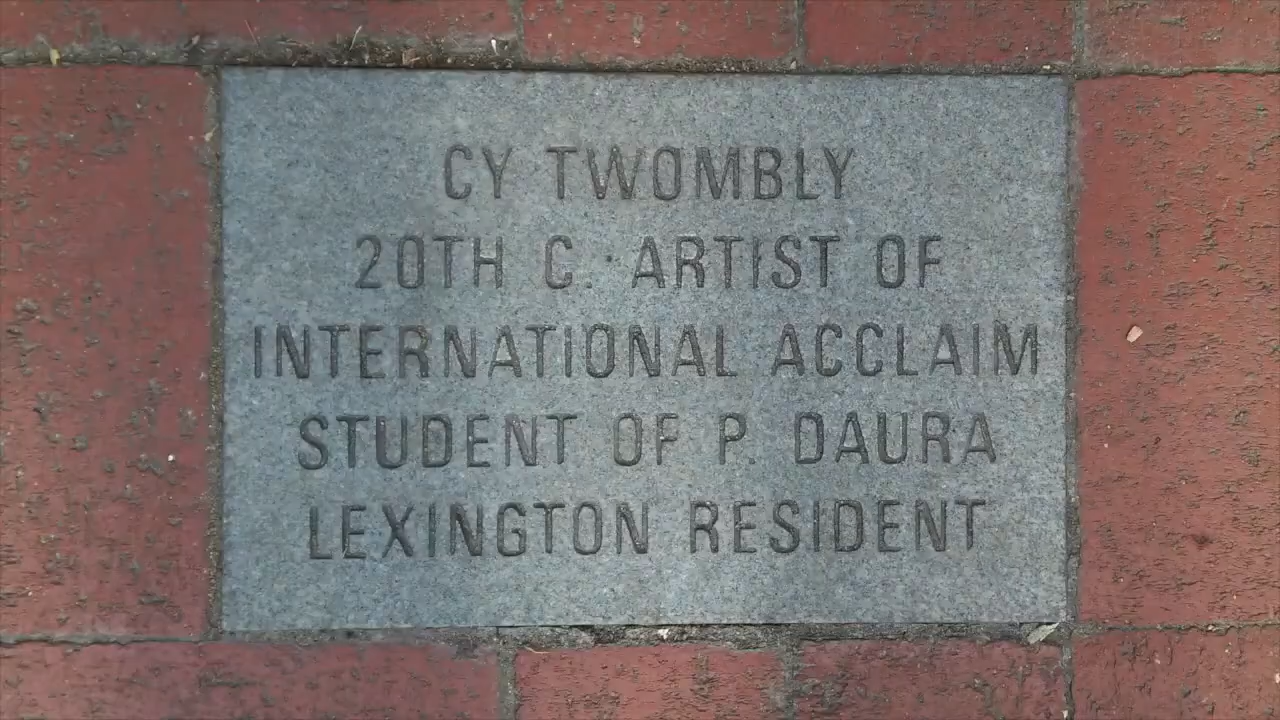 CY TWOMBLY
20TH C. ARTIST OF
INTERNATIONAL ACCLAIM
STUDENT OF P. DAURA
LEXINGTON RESIDENT